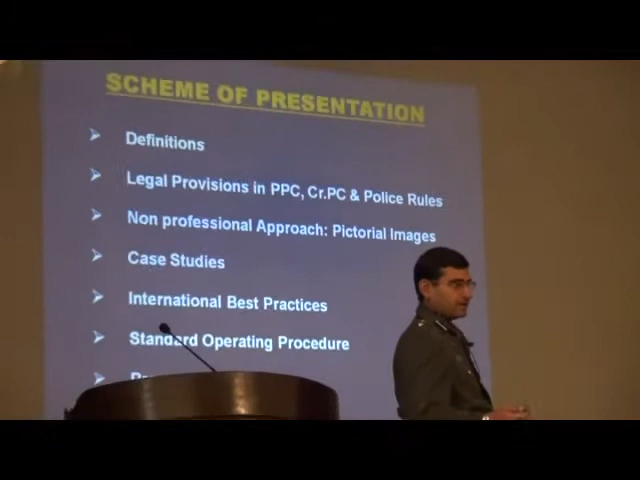 SCHEME OF PRESENTATION
Definitions
Legal Provisions in PPC, Cr.PC & Police Rules
Non professional Approach: Pictorial Images
Case Studies
International Best Practices
Standard Operating Procedure